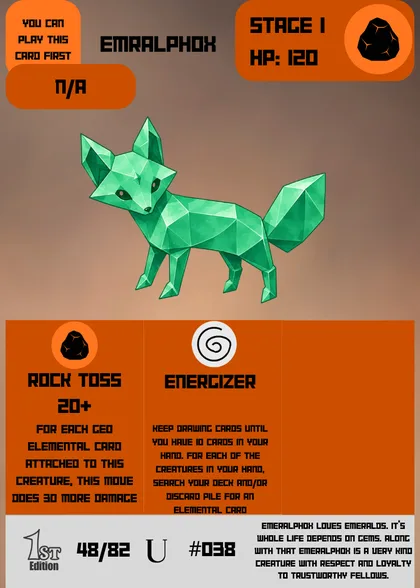 YOU CAN
PLAY THIS
CARD FIRST
EMRALPHOX
STAGE 1
HP: 120
N/A
ROCK TOSS
20+
FOR EACH GEO
ELEMENTAL CARD
ATTACHED TO THIS
CREATURE, THIS MOVE
DOES 30 MORE DAMAGE
ENERGIZER
KEEP DRAWING CARDS UNTIL
YOU HAVE 10 CARDS IN YOUR
HAND. FOR EACH OF THE
CREATURES IN YOUR HAND,
SEARCH YOUR DECK AND/OR
DISCARD PILE FOR AN
ELEMENTAL CARD
1ST
Edition
48/82
U
#038
EMRALPHOX LOVES EMERALDS. IT'S
WHOLE LIFE DEPENDS ON GEMS. ALONG
WITH THAT EMRALPHOX IS A VERY KIND
CREATURE WITH RESPECT AND LOYALTY
TO TRUSTWORTHY FELLOWS.